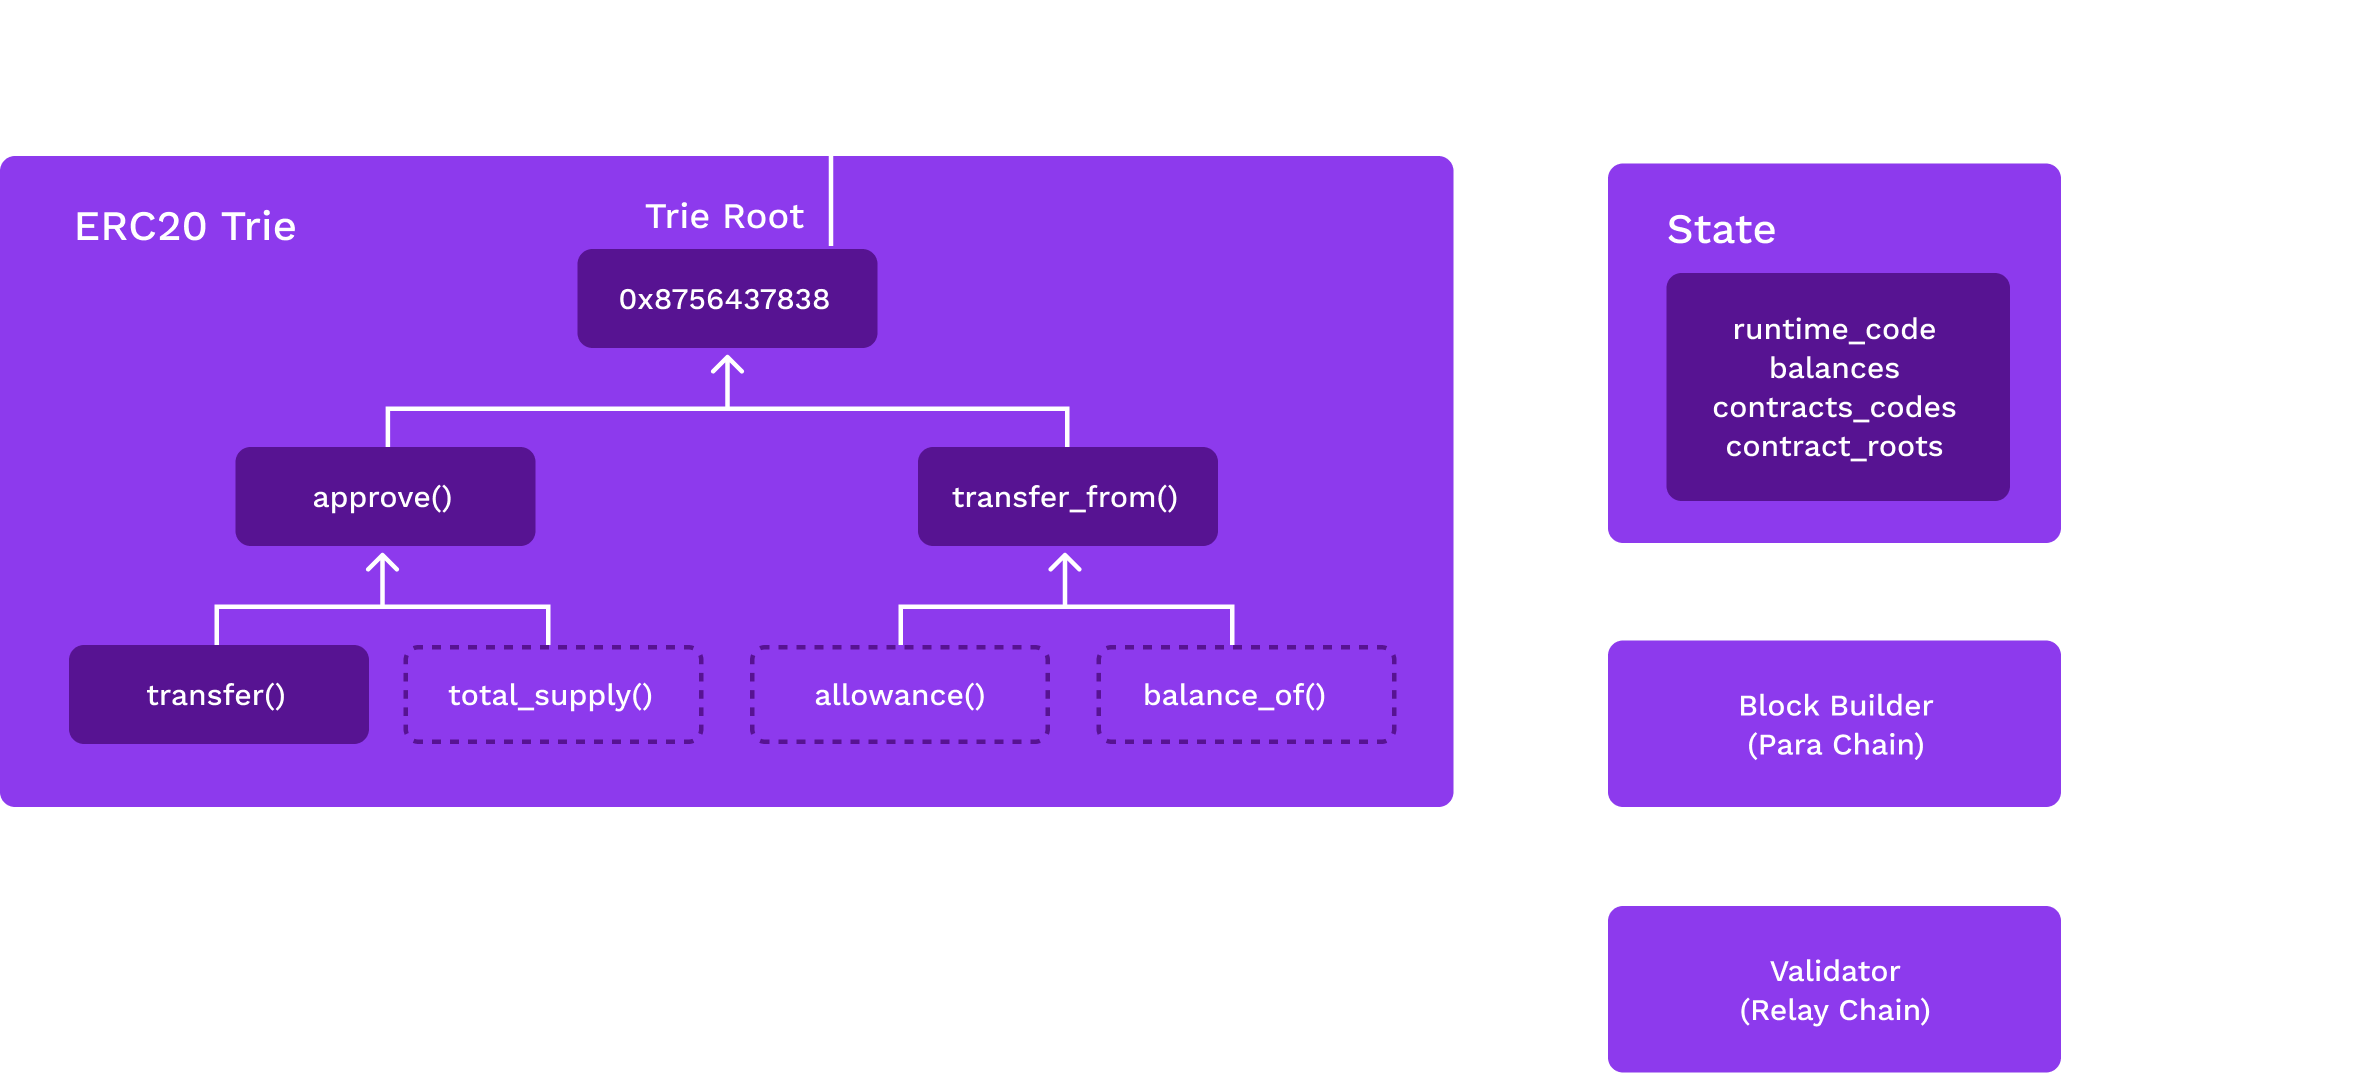 ERC20 Trie
Trie Root
0x8756437838
approve()
transfer_from()
transfer()
total_supply()
allowance()
balance_of()
State
runtime_code
balances
contracts_codes
contract_roots
Block Builder
(Para Chain)
Validator
(Relay Chain)